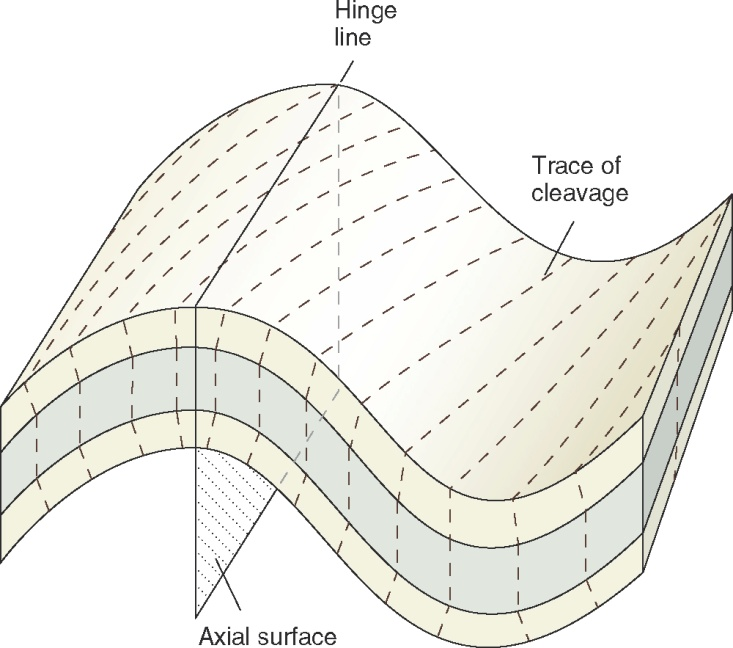 Hinge
line
Trace of
cleavage
Axial surface